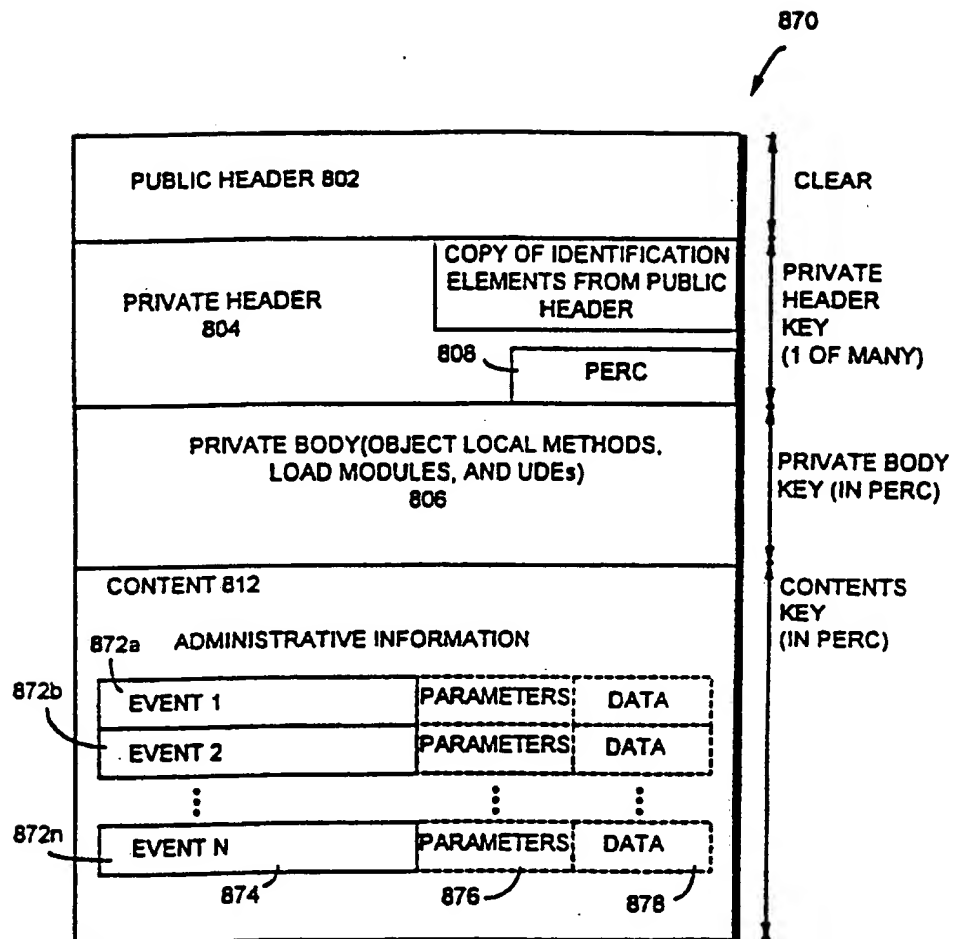 870
PUBLIC HEADER 802
CLEAR
COPY OF IDENTIFICATION
ELEMENTS FROM PUBLIC
HEADER
PRIVATE HEADER
804
808
PERC
PRIVATE
HEADER
KEY
(1 OF MANY)
PRIVATE BODY(OBJECT LOCAL METHODS,
LOAD MODULES, AND UDEs)
806
PRIVATE BODY
KEY (IN PERC)
CONTENT 812
CONTENTS
KEY
(IN PERC)
ADMINISTRATIVE INFORMATION
872a
EVENT 1 PARAMETERS DATA
872b
EVENT 2 PARAMETERS DATA
872n
EVENT N PARAMETERS DATA
874 876 878